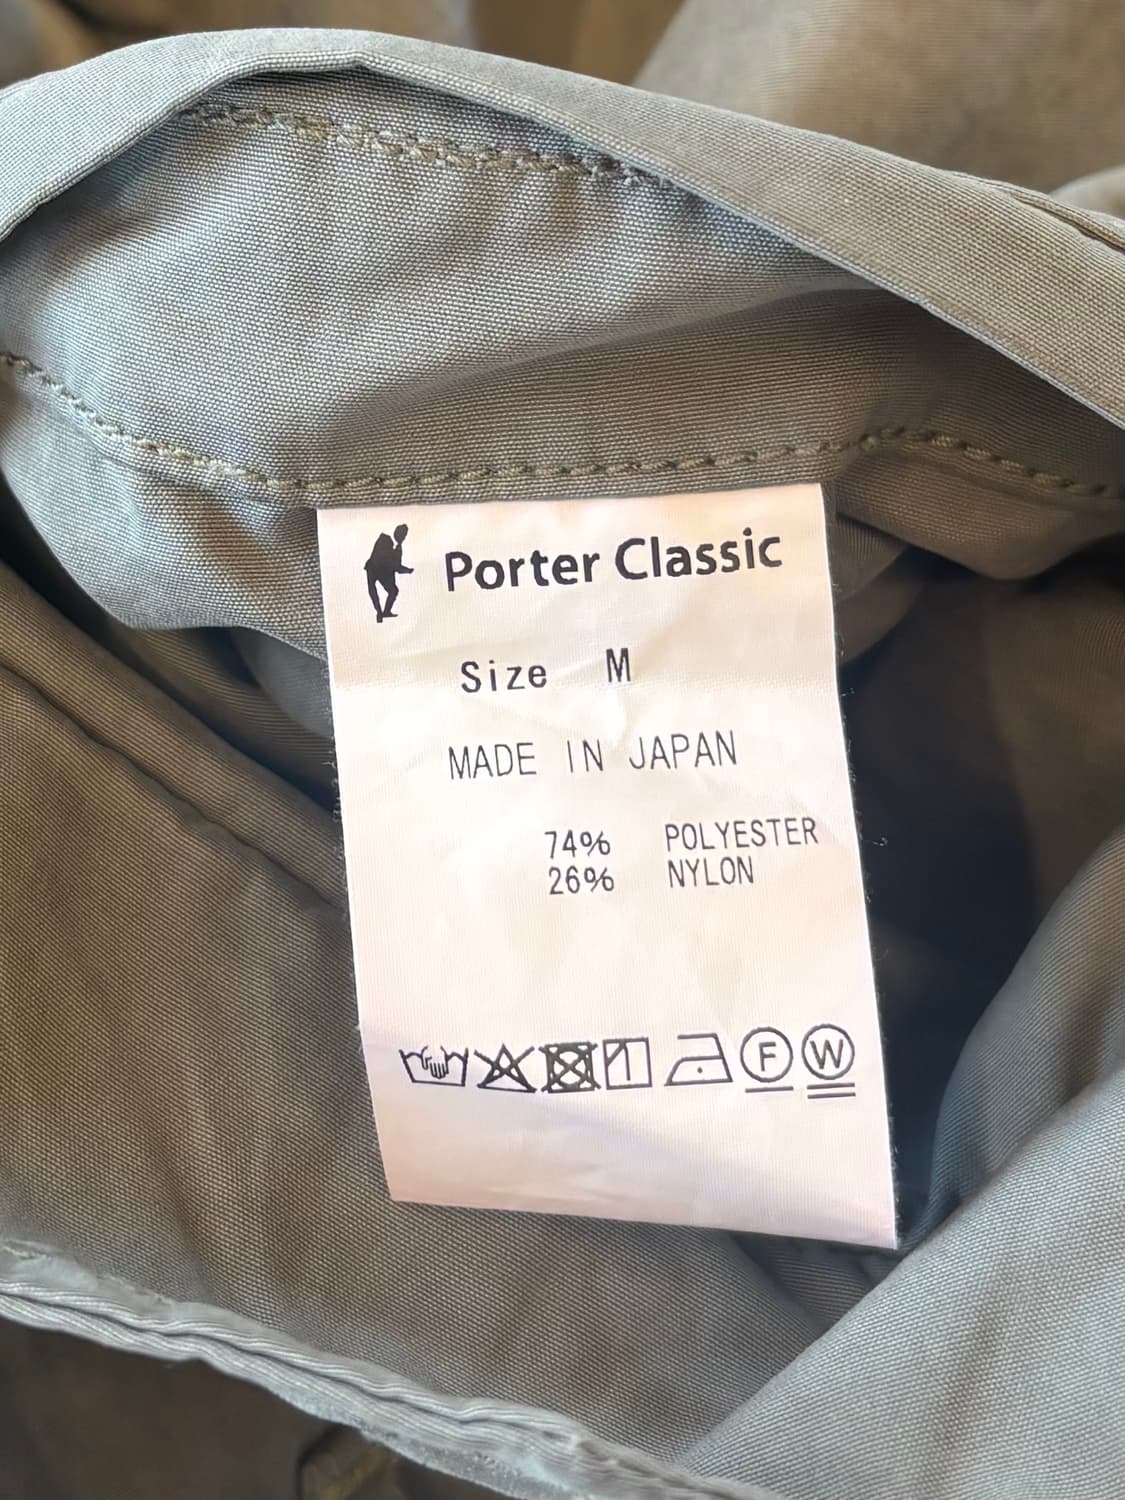 Porter Classic
Size M
MADE IN JAPAN
74% POLYESTER
26% NYLON
F W